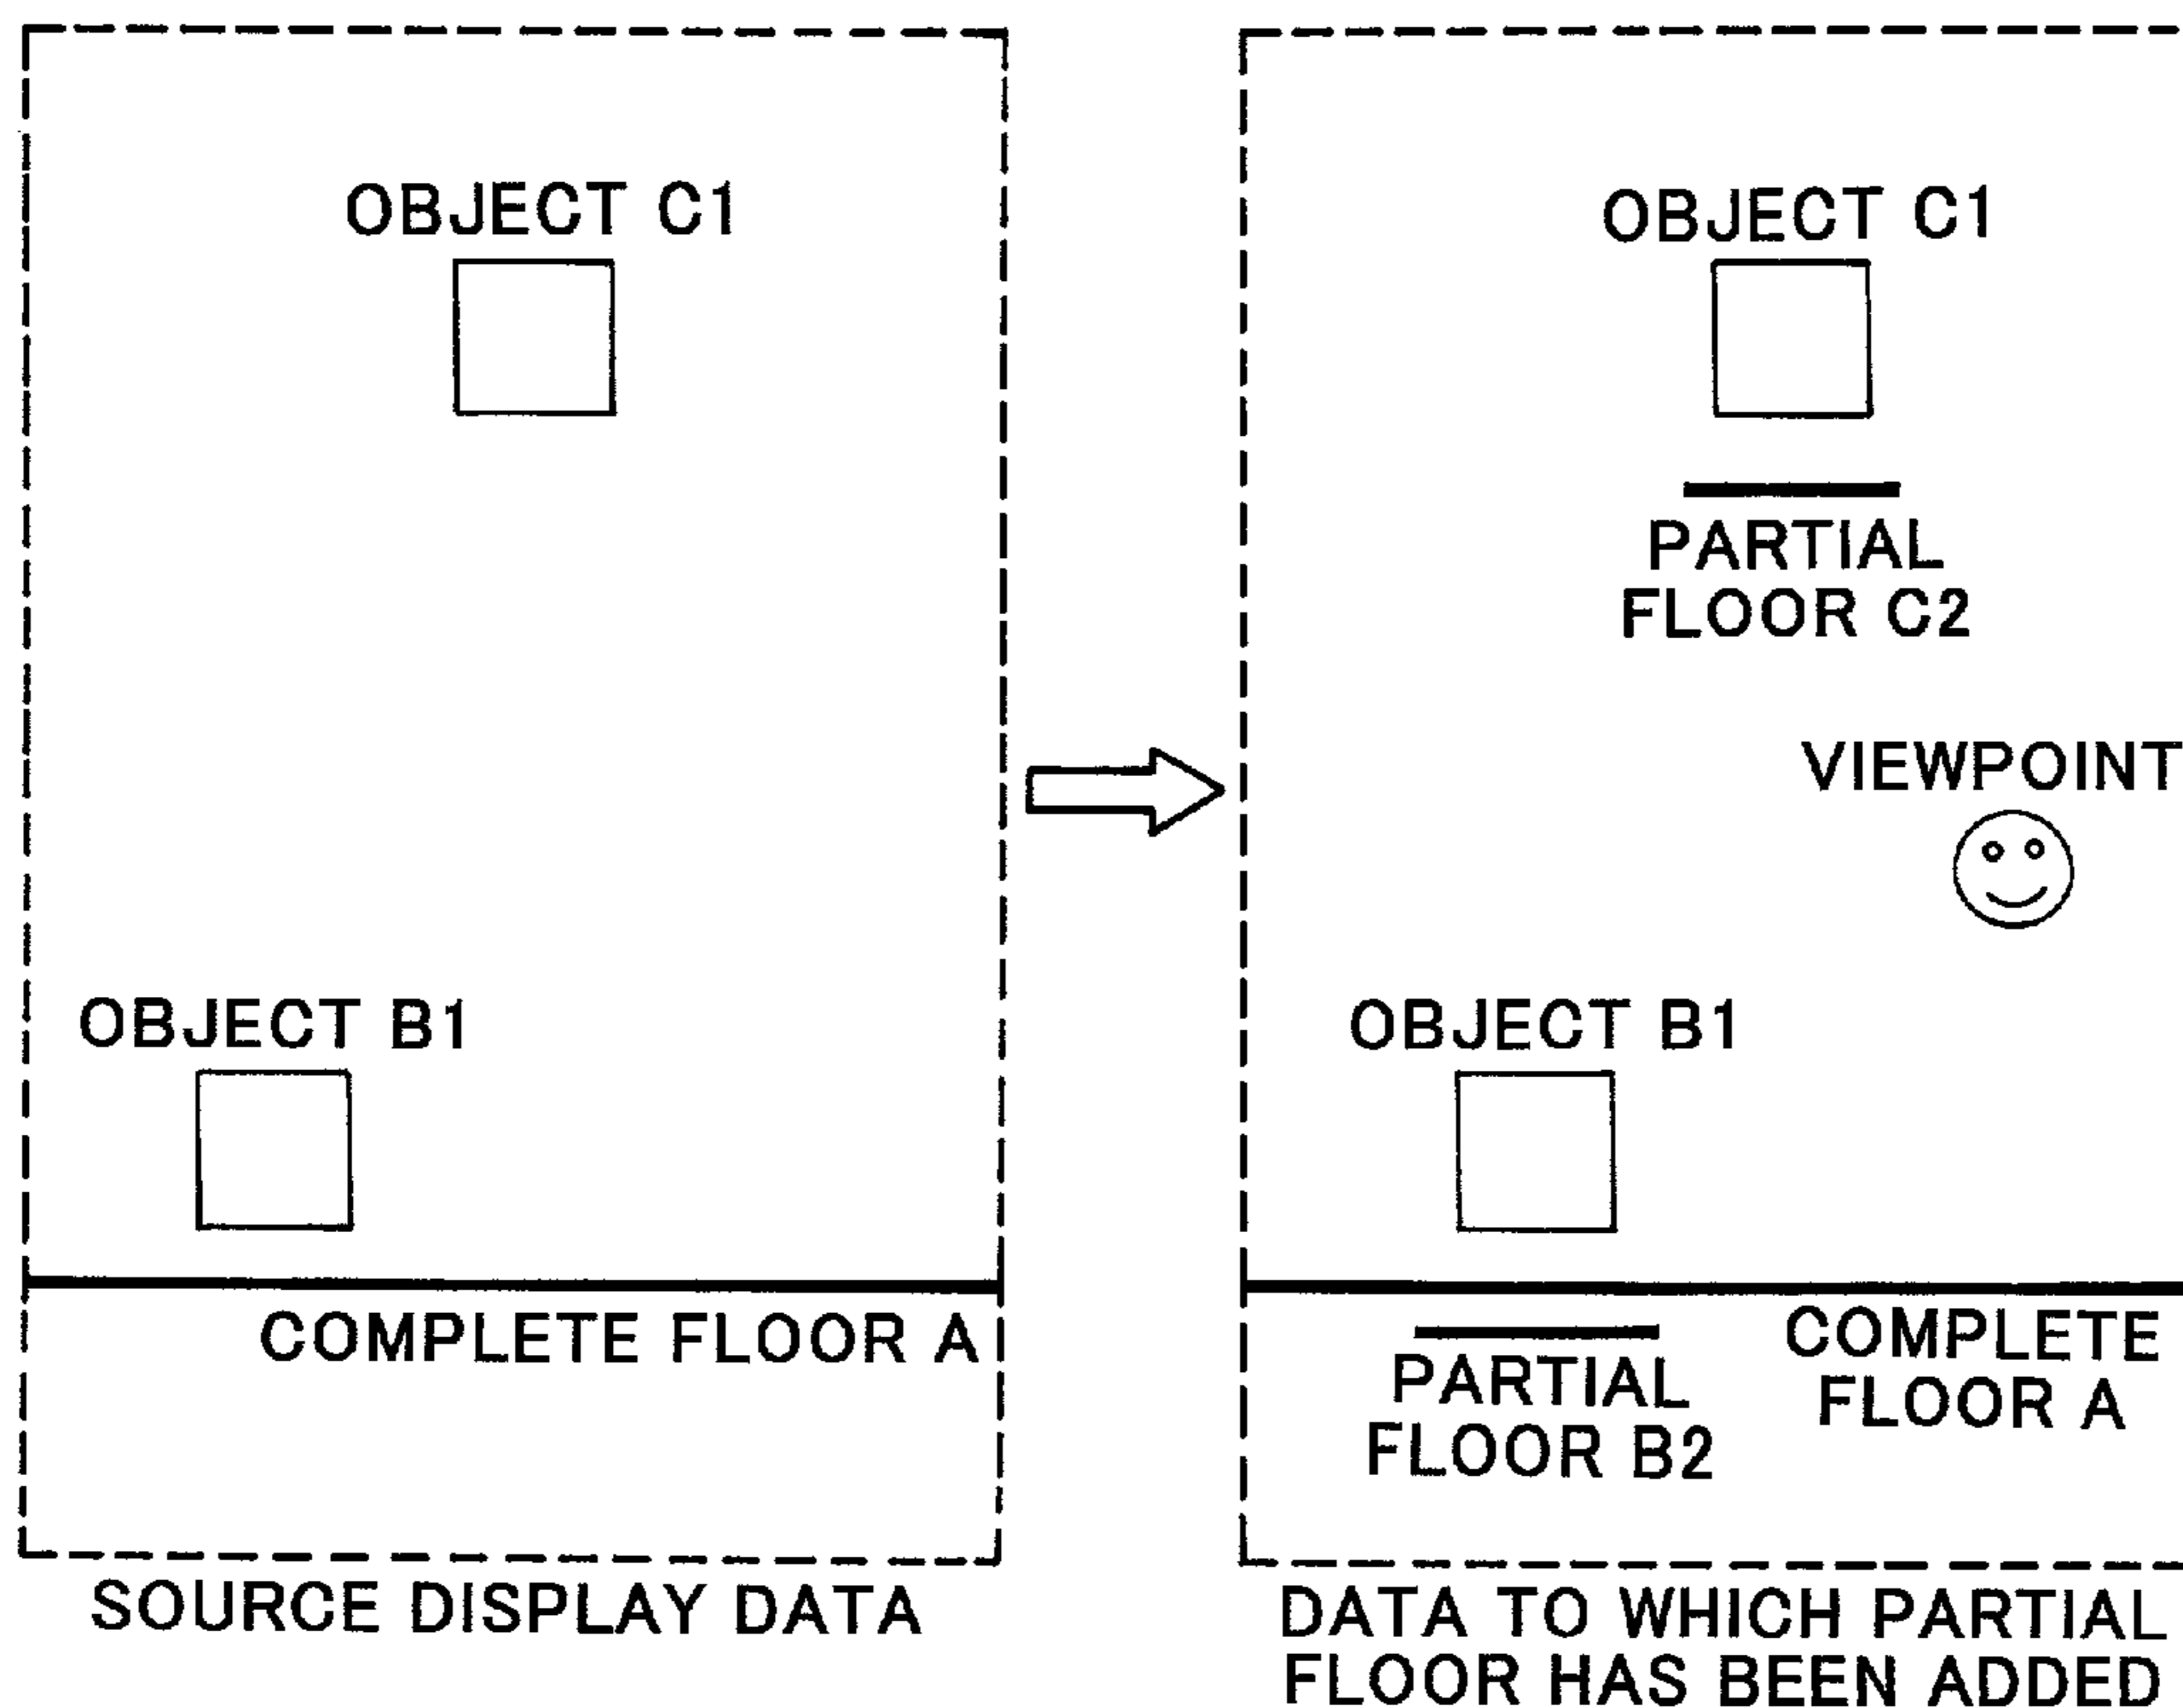 OBJECT C1
OBJECT B1
COMPLETE FLOOR A
SOURCE DISPLAY DATA
OBJECT C1
PARTIAL
FLOOR C2
VIEWPOINT
OBJECT B1
COMPLETE
FLOOR A
PARTIAL
FLOOR B2
DATA TO WHICH PARTIAL
FLOOR HAS BEEN ADDED